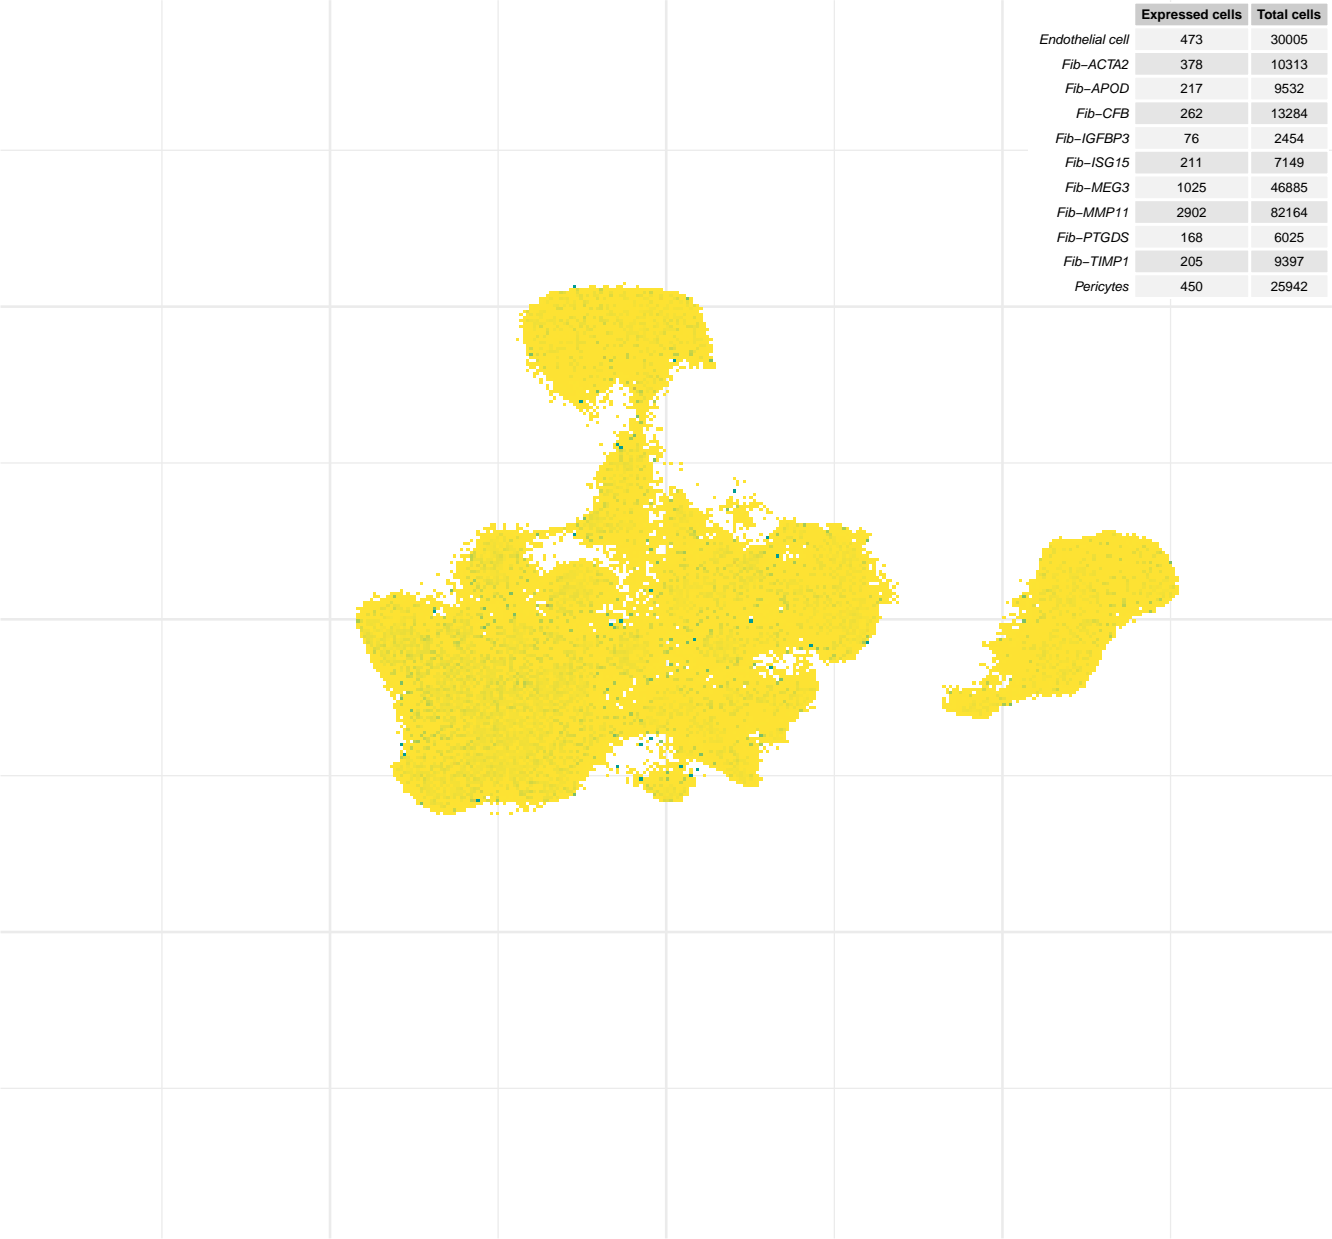 Expressed cells Total cells
Endothelial cell 473 30005
Fib−ACTA2 378 10313
Fib−APOD 217 9532
Fib−CFB 262 13284
Fib−IGFBP3 76 2454
Fib−ISG15 211 7149
Fib−MEG3 1025 46885
Fib−MMP11 2902 82164
Fib−PTGDS 168 6025
Fib−TIMP1 205 9397
Pericytes 450 25942